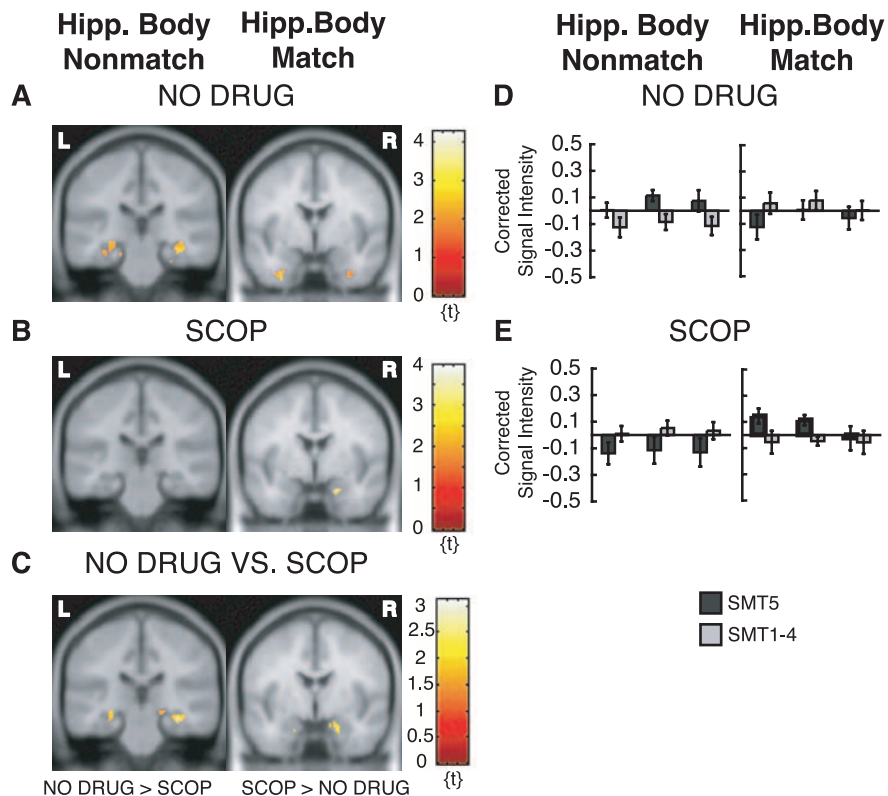 Hipp. Body Nonmatch
Hipp.Body Match
A
NO DRUG
L
R
4
3
2
1
0
{t}
B
SCOP
L
R
4
3
2
1
0
{t}
C
NO DRUG VS. SCOP
L
R
3
2.5
2
1.5
1
0.5
0
{t}
NO DRUG > SCOP
SCOP > NO DRUG
Hipp. Body Nonmatch
Hipp.Body Match
D
NO DRUG
Corrected Signal Intensity
0.5
0.3
0.1
-0.1
-0.3
-0.5
E
SCOP
Corrected Signal Intensity
0.5
0.3
0.1
-0.1
-0.3
-0.5
SMT5
SMT1-4